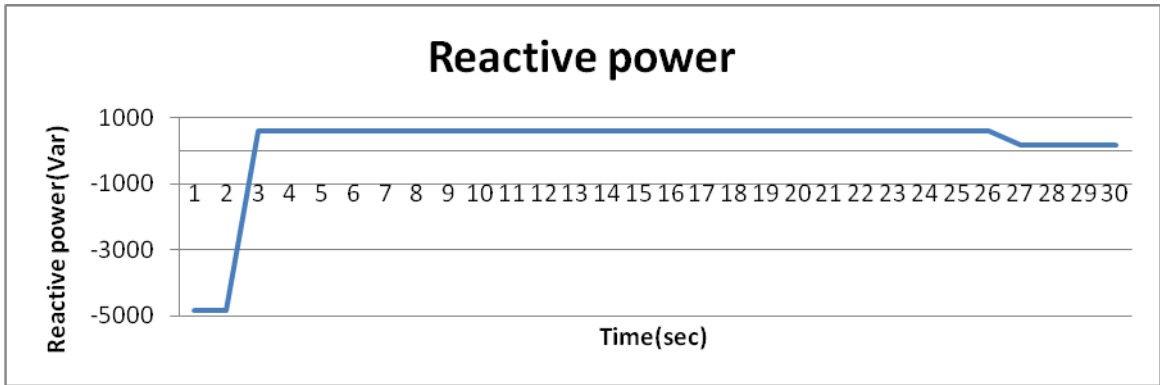 Reactive power
Reactive power(Var)
1000
-1000
-3000
-5000
1 2 3 4 5 6 7 8 9 10 11 12 13 14 15 16 17 18 19 20 21 22 23 24 25 26 27 28 29 30
Time(sec)